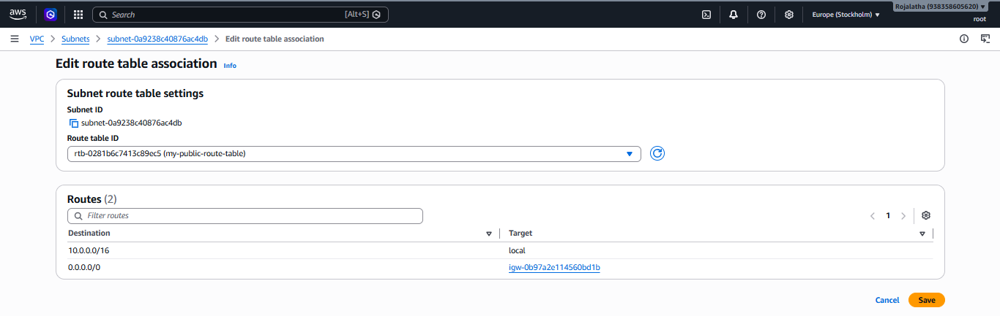 Rojalatha (938358605620) ▼
aws Search [Alt+S] Europe (Stockholm) ▼
root
VPC > Subnets > subnet-0a9238c40876ac4db > Edit route table association
Edit route table association Info
Subnet route table settings
Subnet ID
subnet-0a9238c40876ac4db
Route table ID
rtb-0281b6c7413c89ec5 (my-public-route-table)
Routes (2)
Filter routes
< 1 >
Destination Target
10.0.0.0/16 local
0.0.0.0/0 igw-0b97a2e114560bd1b
Cancel Save